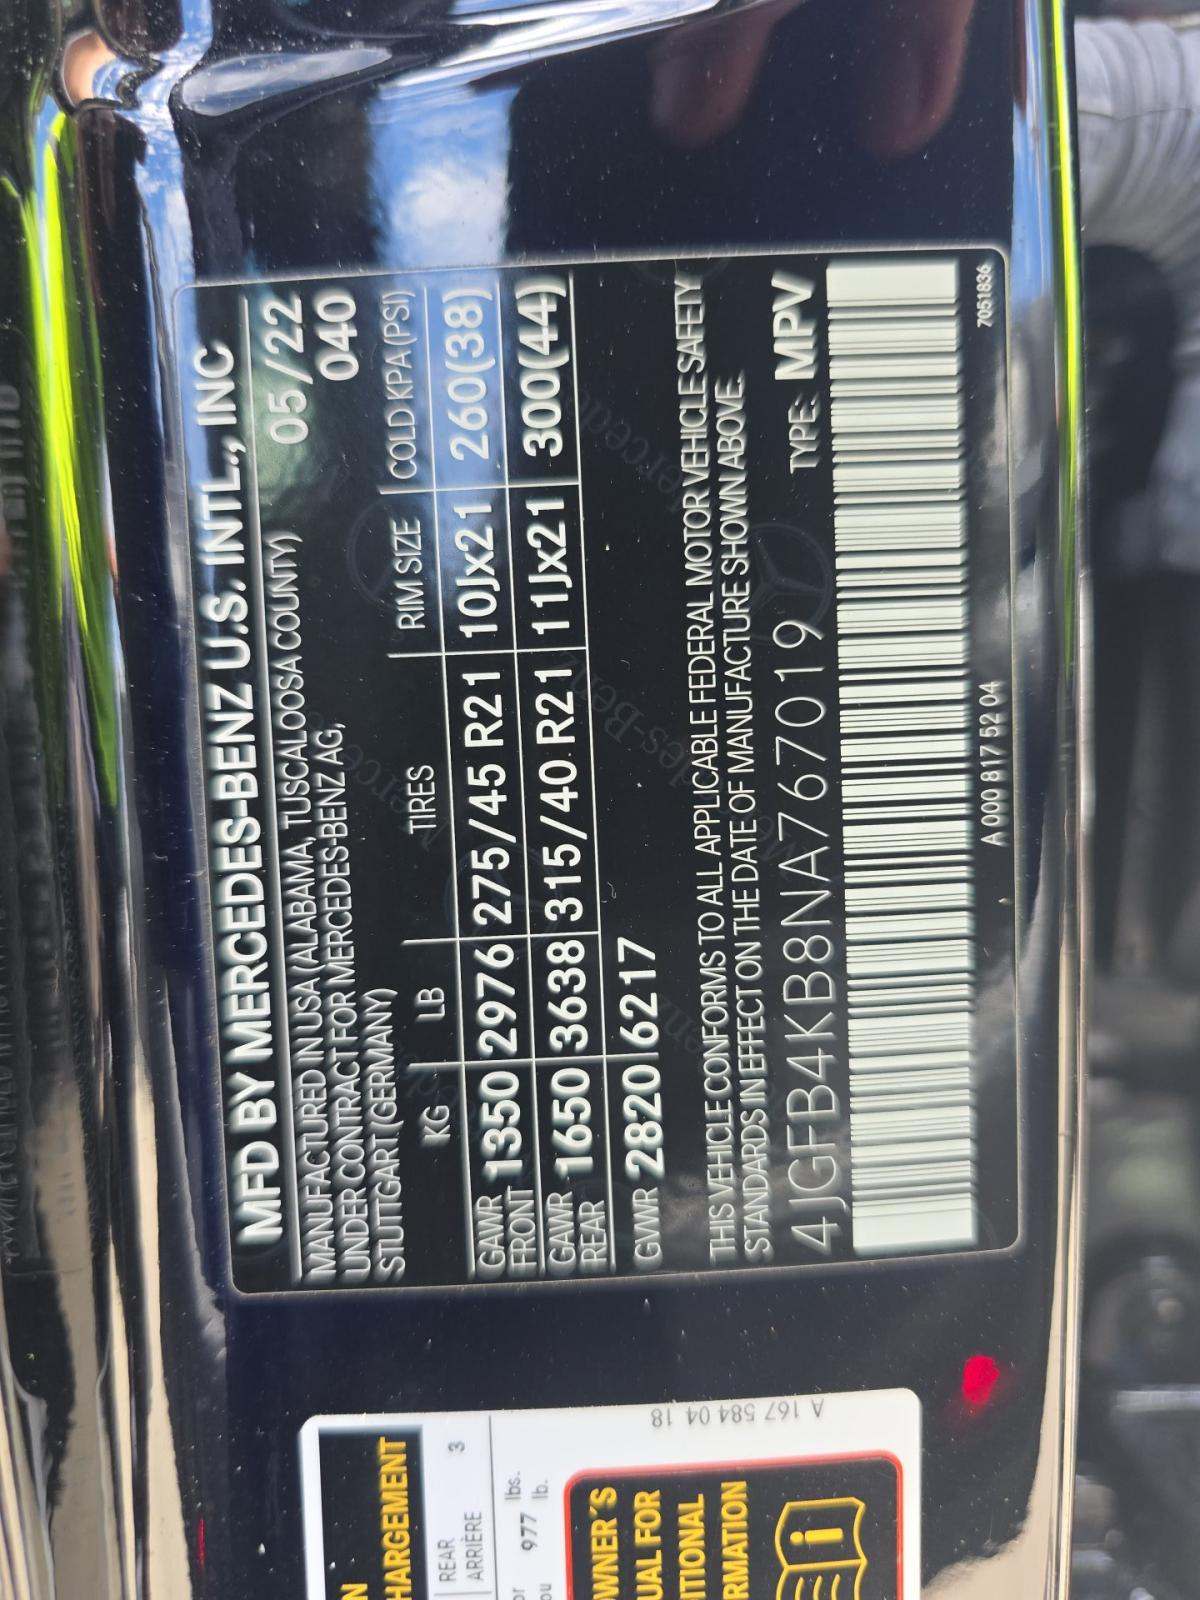 MFD BY MERCEDES-BENZ U.S. INTL., INC
MANUFACTURED IN USA (ALABAMA, TUSCALOOSA COUNTY) 05/22
UNDER CONTRACT FOR MERCEDES-BENZ AG, 040
STUTTGART (GERMANY)
KG LB TIRES RIM SIZE COLD KPA (PSI)
GAWR FRONT 1350 2976 275/45 R21 10Jx21 260(38)
GAWR REAR 1650 3638 315/40 R21 11Jx21 300(44)
GVWR 2820 6217
THIS VEHICLE CONFORMS TO ALL APPLICABLE FEDERAL MOTOR VEHICLE SAFETY
STANDARDS IN EFFECT ON THE DATE OF MANUFACTURE SHOWN ABOVE.
4JGFB4KB8NA767019 TYPE: MPV
A 000 817 52 04 7051836
HARGEMENT
REAR 3
ARRIÈRE
977 lbs.
lb.
OWNER'S
UAL FOR
ITIONAL
RMATION
A 167 584 04 18